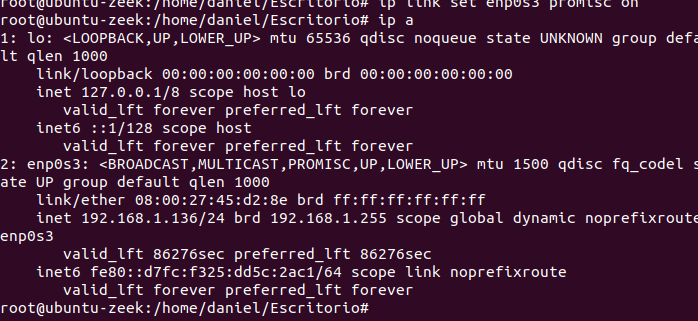 root@ubuntu-zeek:/home/daniel/Escritorio# ip link set enp0s3 promisc on
root@ubuntu-zeek:/home/daniel/Escritorio# ip a
1: lo: <LOOPBACK,UP,LOWER_UP> mtu 65536 qdisc noqueue state UNKNOWN group defau
lt qlen 1000
    link/loopback 00:00:00:00:00:00 brd 00:00:00:00:00:00
    inet 127.0.0.1/8 scope host lo
       valid_lft forever preferred_lft forever
    inet6 ::1/128 scope host
       valid_lft forever preferred_lft forever
2: enp0s3: <BROADCAST,MULTICAST,PROMISC,UP,LOWER_UP> mtu 1500 qdisc fq_codel s
ate UP group default qlen 1000
    link/ether 08:00:27:45:d2:8e brd ff:ff:ff:ff:ff:ff
    inet 192.168.1.136/24 brd 192.168.1.255 scope global dynamic noprefixroute
enp0s3
       valid_lft 86276sec preferred_lft 86276sec
    inet6 fe80::d7fc:f325:dd5c:2ac1/64 scope link noprefixroute
       valid_lft forever preferred_lft forever
root@ubuntu-zeek:/home/daniel/Escritorio#